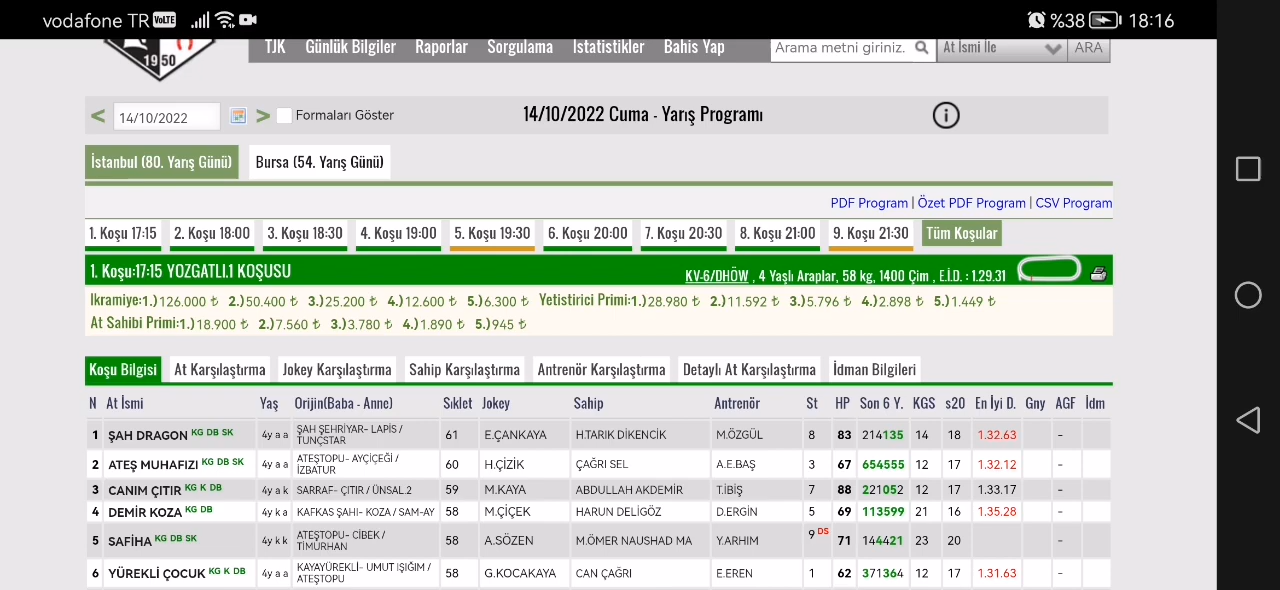 vodafone TR VoLTE %38 18:16
1950
TJK Günlük Bilgiler Raporlar Sorgulama İstatistikler Bahis Yap Arama metni giriniz. At İsmi İle ARA
< 14/10/2022 > Formaları Göster 14/10/2022 Cuma - Yarış Programı i
İstanbul (80. Yarış Günü) Bursa (54. Yarış Günü)
PDF Program | Özet PDF Program | CSV Program
1. Koşu 17:15 2. Koşu 18:00 3. Koşu 18:30 4. Koşu 19:00 5. Koşu 19:30 6. Koşu 20:00 7. Koşu 20:30 8. Koşu 21:00 9. Koşu 21:30 Tüm Koşular
1. Koşu:17:15 YOZGATLI.1 KOŞUSU KV-6/DHÖW , 4 Yaşlı Araplar, 58 kg, 1400 Çim , E.İ.D. : 1.29.31
Ikramiye:1.)126.000 ₺ 2.)50.400 ₺ 3.)25.200 ₺ 4.)12.600 ₺ 5.)6.300 ₺ Yetistirici Primi:1.)28.980 ₺ 2.)11.592 ₺ 3.)5.796 ₺ 4.)2.898 ₺ 5.)1.449 ₺
At Sahibi Primi:1.)18.900 ₺ 2.)7.560 ₺ 3.)3.780 ₺ 4.)1.890 ₺ 5.)945 ₺
Koşu Bilgisi At Karşılaştırma Jokey Karşılaştırma Sahip Karşılaştırma Antrenör Karşılaştırma Detaylı At Karşılaştırma İdman Bilgileri
N At İsmi Yaş Orijin(Baba - Anne) Sıklet Jokey Sahip Antrenör St HP Son 6 Y. KGS s20 En İyi D. Gny AGF İdm
1 ŞAH DRAGON KG DB SK 4y a a ŞAH ŞEHRİYAR- LAPİS / TUNÇSTAR 61 E.ÇANKAYA H.TARIK DİKENCİK M.ÖZGÜL 8 83 214135 14 18 1.32.63 -
2 ATEŞ MUHAFIZI KG DB SK 4y a a ATEŞTOPU- AYÇİÇEĞİ / İZBATUR 60 H.ÇİZİK ÇAĞRI SEL A.E.BAŞ 3 67 654555 12 17 1.32.12 -
3 CANIM ÇITIR KG K DB 4y a k SARRAF- ÇITIR / ÜNSAL.2 59 M.KAYA ABDULLAH AKDEMİR T.İBİŞ 7 88 221052 12 17 1.33.17 -
4 DEMİR KOZA KG DB 4y k a KAFKAS ŞAHI- KOZA / SAM-AY 58 M.ÇİÇEK HARUN DELİGÖZ D.ERGİN 5 69 113599 21 16 1.35.28 -
5 SAFİHA KG DB SK 4y k k ATEŞTOPU- CİBEK / TİMURHAN 58 A.SÖZEN M.ÖMER NAUSHAD MA Y.ARHIM 9 DS 71 144421 23 20 -
6 YÜREKLİ ÇOCUK KG K DB 4y a a KAYAYÜREKLİ- UMUT IŞIĞIM / ATEŞTOPU 58 G.KOCAKAYA CAN ÇAĞRI E.EREN 1 62 371364 12 17 1.31.63 -